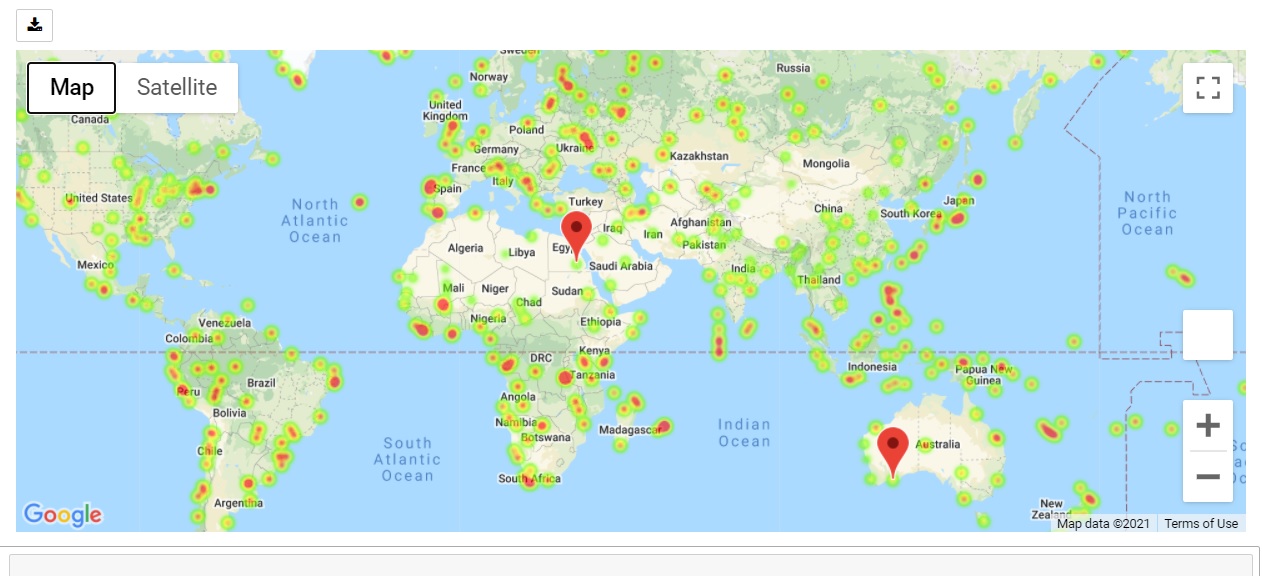 Map Satellite
Sweden
Norway
Russia
Canada
United
Kingdom
Poland
Germany
Ukraine
Kazakhstan
Mongolia
France
Italy
Spain
United States
Turkey
North
Atlantic
Ocean
China
South Korea
Japan
North
Pacific
Ocean
Afghanistan
Iraq
Iran
Pakistan
Algeria
Libya
Egypt
Saudi Arabia
India
Mexico
Thailand
Mali
Niger
Chad
Sudan
Nigeria
Ethiopia
Venezuela
Colombia
DRC
Kenya
Tanzania
Indonesia
Papua New
Guinea
Brazil
Peru
Angola
Bolivia
Namibia
Botswana
Madagascar
Indian
Ocean
South
Atlantic
Ocean
Chile
Australia
South Africa
Argentina
New
Zealand
Google
Map data ©2021 Terms of Use